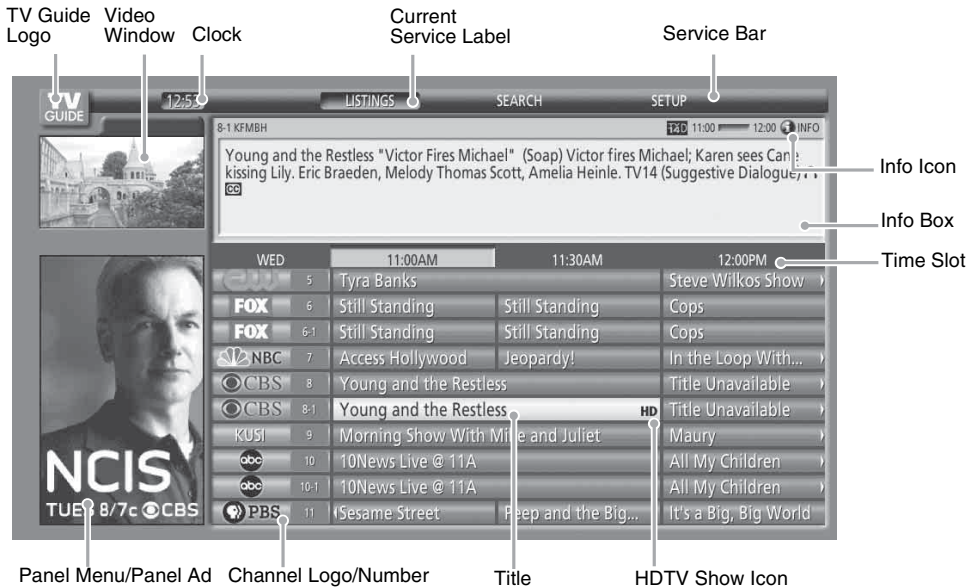 TV Guide Logo
Video Window
Clock
Current Service Label
Service Bar
TV GUIDE
12:53
LISTINGS
SEARCH
SETUP
8-1 KFMBH
11:00 12:00 i INFO
Young and the Restless "Victor Fires Michael" (Soap) Victor fires Michael; Karen sees Cane
kissing Lily. Eric Braeden, Melody Thomas Scott, Amelia Heinle. TV14 (Suggestive Dialogue)
CC
Info Icon
Info Box
Time Slot
WED 11:00AM 11:30AM 12:00PM
CW 5 Tyra Banks Steve Wilkos Show
FOX 6 Still Standing Still Standing Cops
FOX 6-1 Still Standing Still Standing Cops
NBC 7 Access Hollywood Jeopardy! In the Loop With...
CBS 8 Young and the Restless Title Unavailable
CBS 8-1 Young and the Restless HD Title Unavailable
KUSI 9 Morning Show With Mike and Juliet Maury
abc 10 10News Live @ 11A All My Children
abc 10-1 10News Live @ 11A All My Children
PBS 11 Sesame Street Peep and the Big... It's a Big, Big World
NCIS
TUES 8/7c CBS
Panel Menu/Panel Ad
Channel Logo/Number
Title
HDTV Show Icon